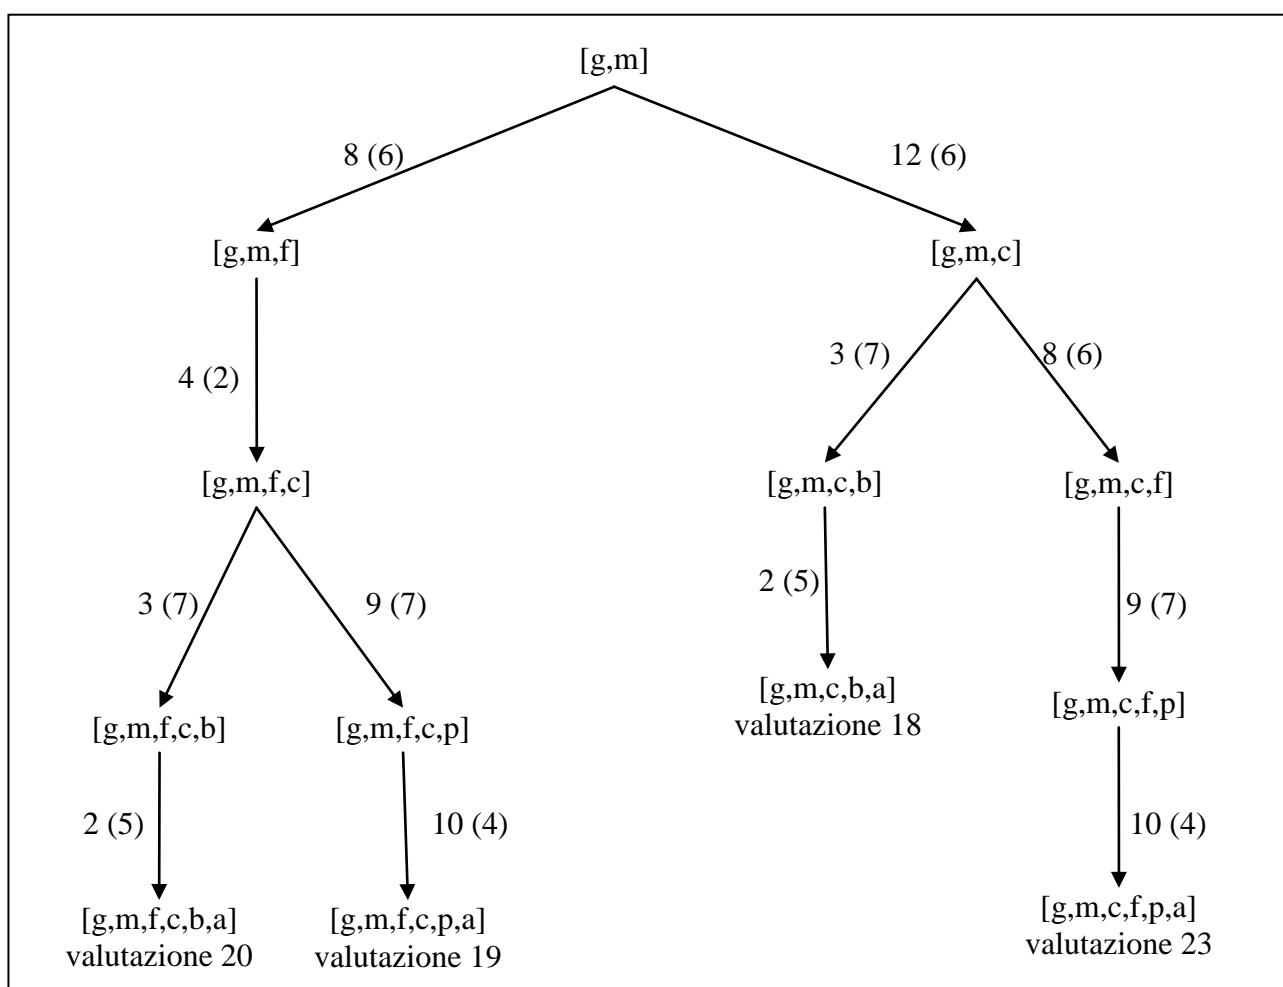 [g,m]
8 (6)
12 (6)
[g,m,f]
[g,m,c]
4 (2)
3 (7)
8 (6)
[g,m,f,c]
[g,m,c,b]
[g,m,c,f]
3 (7)
9 (7)
2 (5)
9 (7)
[g,m,f,c,b]
[g,m,f,c,p]
[g,m,c,b,a]
valutazione 18
[g,m,c,f,p]
2 (5)
10 (4)
10 (4)
[g,m,f,c,b,a]
valutazione 20
[g,m,f,c,p,a]
valutazione 19
[g,m,c,f,p,a]
valutazione 23